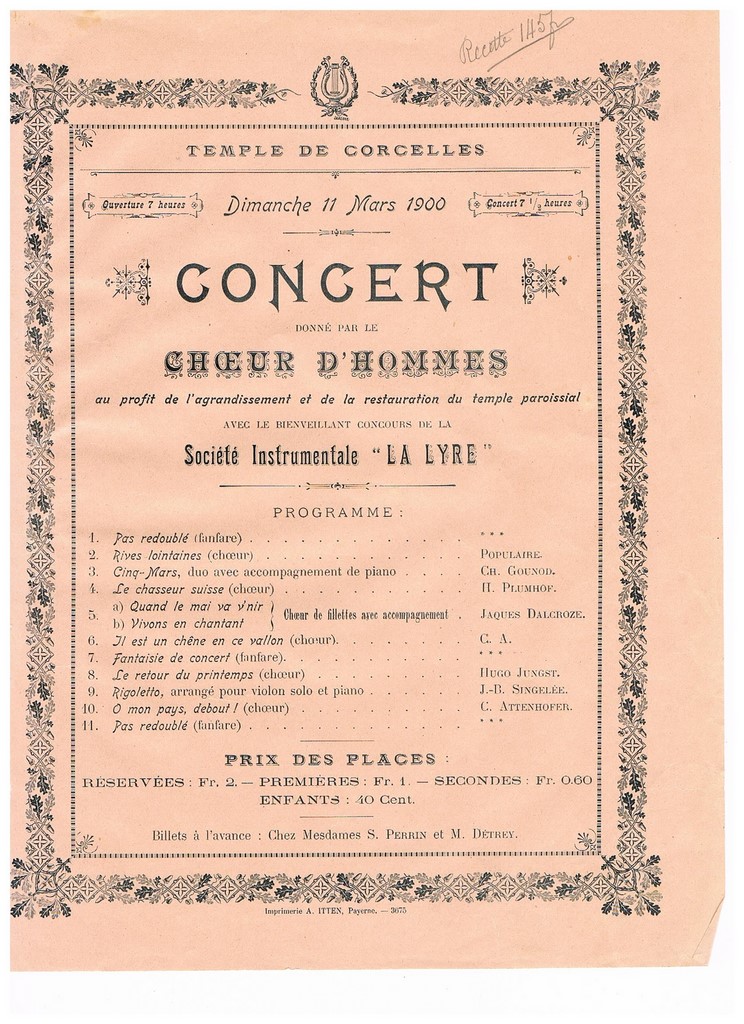 Recette 145f
TEMPLE DE CORCELLES
Ouverture 7 heures
Dimanche 11 Mars 1900
Concert 7 1/2 heures
CONCERT
DONNÉ PAR LE
CHŒUR D'HOMMES
au profit de l'agrandissement et de la restauration du temple paroissial
AVEC LE BIENVEILLANT CONCOURS DE LA
Société Instrumentale “LA LYRE”
PROGRAMME :
1. Pas redoublé (fanfare) . . . . . . . . . . . . . * * *
2. Rives lointaines (chœur) . . . . . . . . . . . . POPULAIRE.
3. Cinq-Mars, duo avec accompagnement de piano . . . . CH. GOUNOD.
4. Le chasseur suisse (chœur) . . . . . . . . . . . H. PLUMHOF.
5. a) Quand le mai va v'nir
b) Vivons en chantant
Chœur de fillettes avec accompagnement . JAQUES DALCROZE.
6. Il est un chêne en ce vallon (chœur). . . . . . . . C. A.
7. Fantaisie de concert (fanfare). . . . . . . . . . . * * *
8. Le retour du printemps (chœur) . . . . . . . . . HUGO JUNGST.
9. Rigoletto, arrangé pour violon solo et piano . . . . . . J.-B. SINGELÉE.
10. O mon pays, debout ! (chœur) . . . . . . . . . . C. ATTENHOFER.
11. Pas redoublé (fanfare) . . . . . . . . . . . . . * * *
PRIX DES PLACES :
RÉSERVÉES : Fr. 2. — PREMIÈRES : Fr. 1. — SECONDES : Fr. 0.60
ENFANTS : 40 Cent.
Billets à l'avance : Chez Mesdames S. PERRIN et M. DÉTREY.
Imprimerie A. ITTEN, Payerne. — 3675